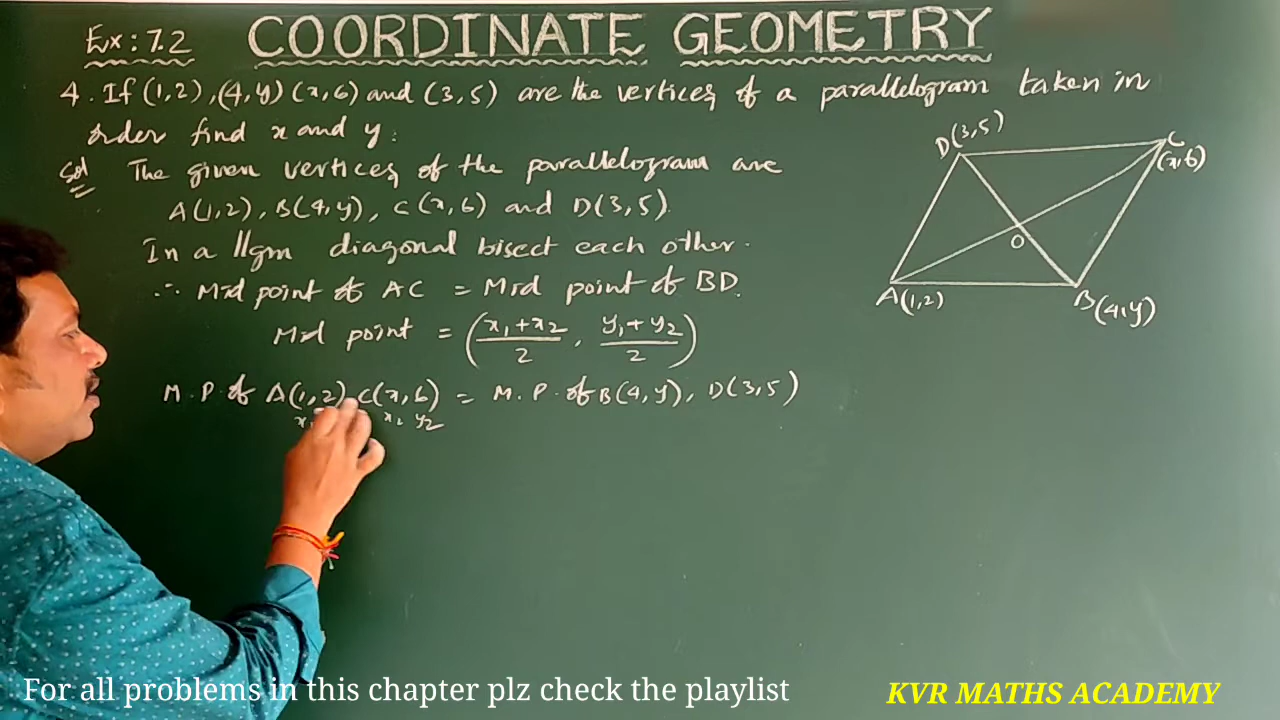 Ex: 7.2 COORDINATE GEOMETRY
4. If (1,2), (4,y) (x,6) and (3,5) are the vertices of a parallelogram taken in
order find x and y.
Sol The given vertices of the parallelogram are
A(1,2), B(4,y), C(x,6) and D(3,5).
In a llgm diagonal bisect each other.
∴ Mid point of AC = Mid point of BD.
Mid point = (x₁+x₂/2, y₁+y₂/2)
M.P. of A(1,2) C(x,6) = M.P. of B(4,y), D(3,5)
x₂ y₂
D(3,5)
C
(x,6)
O
A(1,2)
B(4,y)
For all problems in this chapter plz check the playlist
KVR MATHS ACADEMY